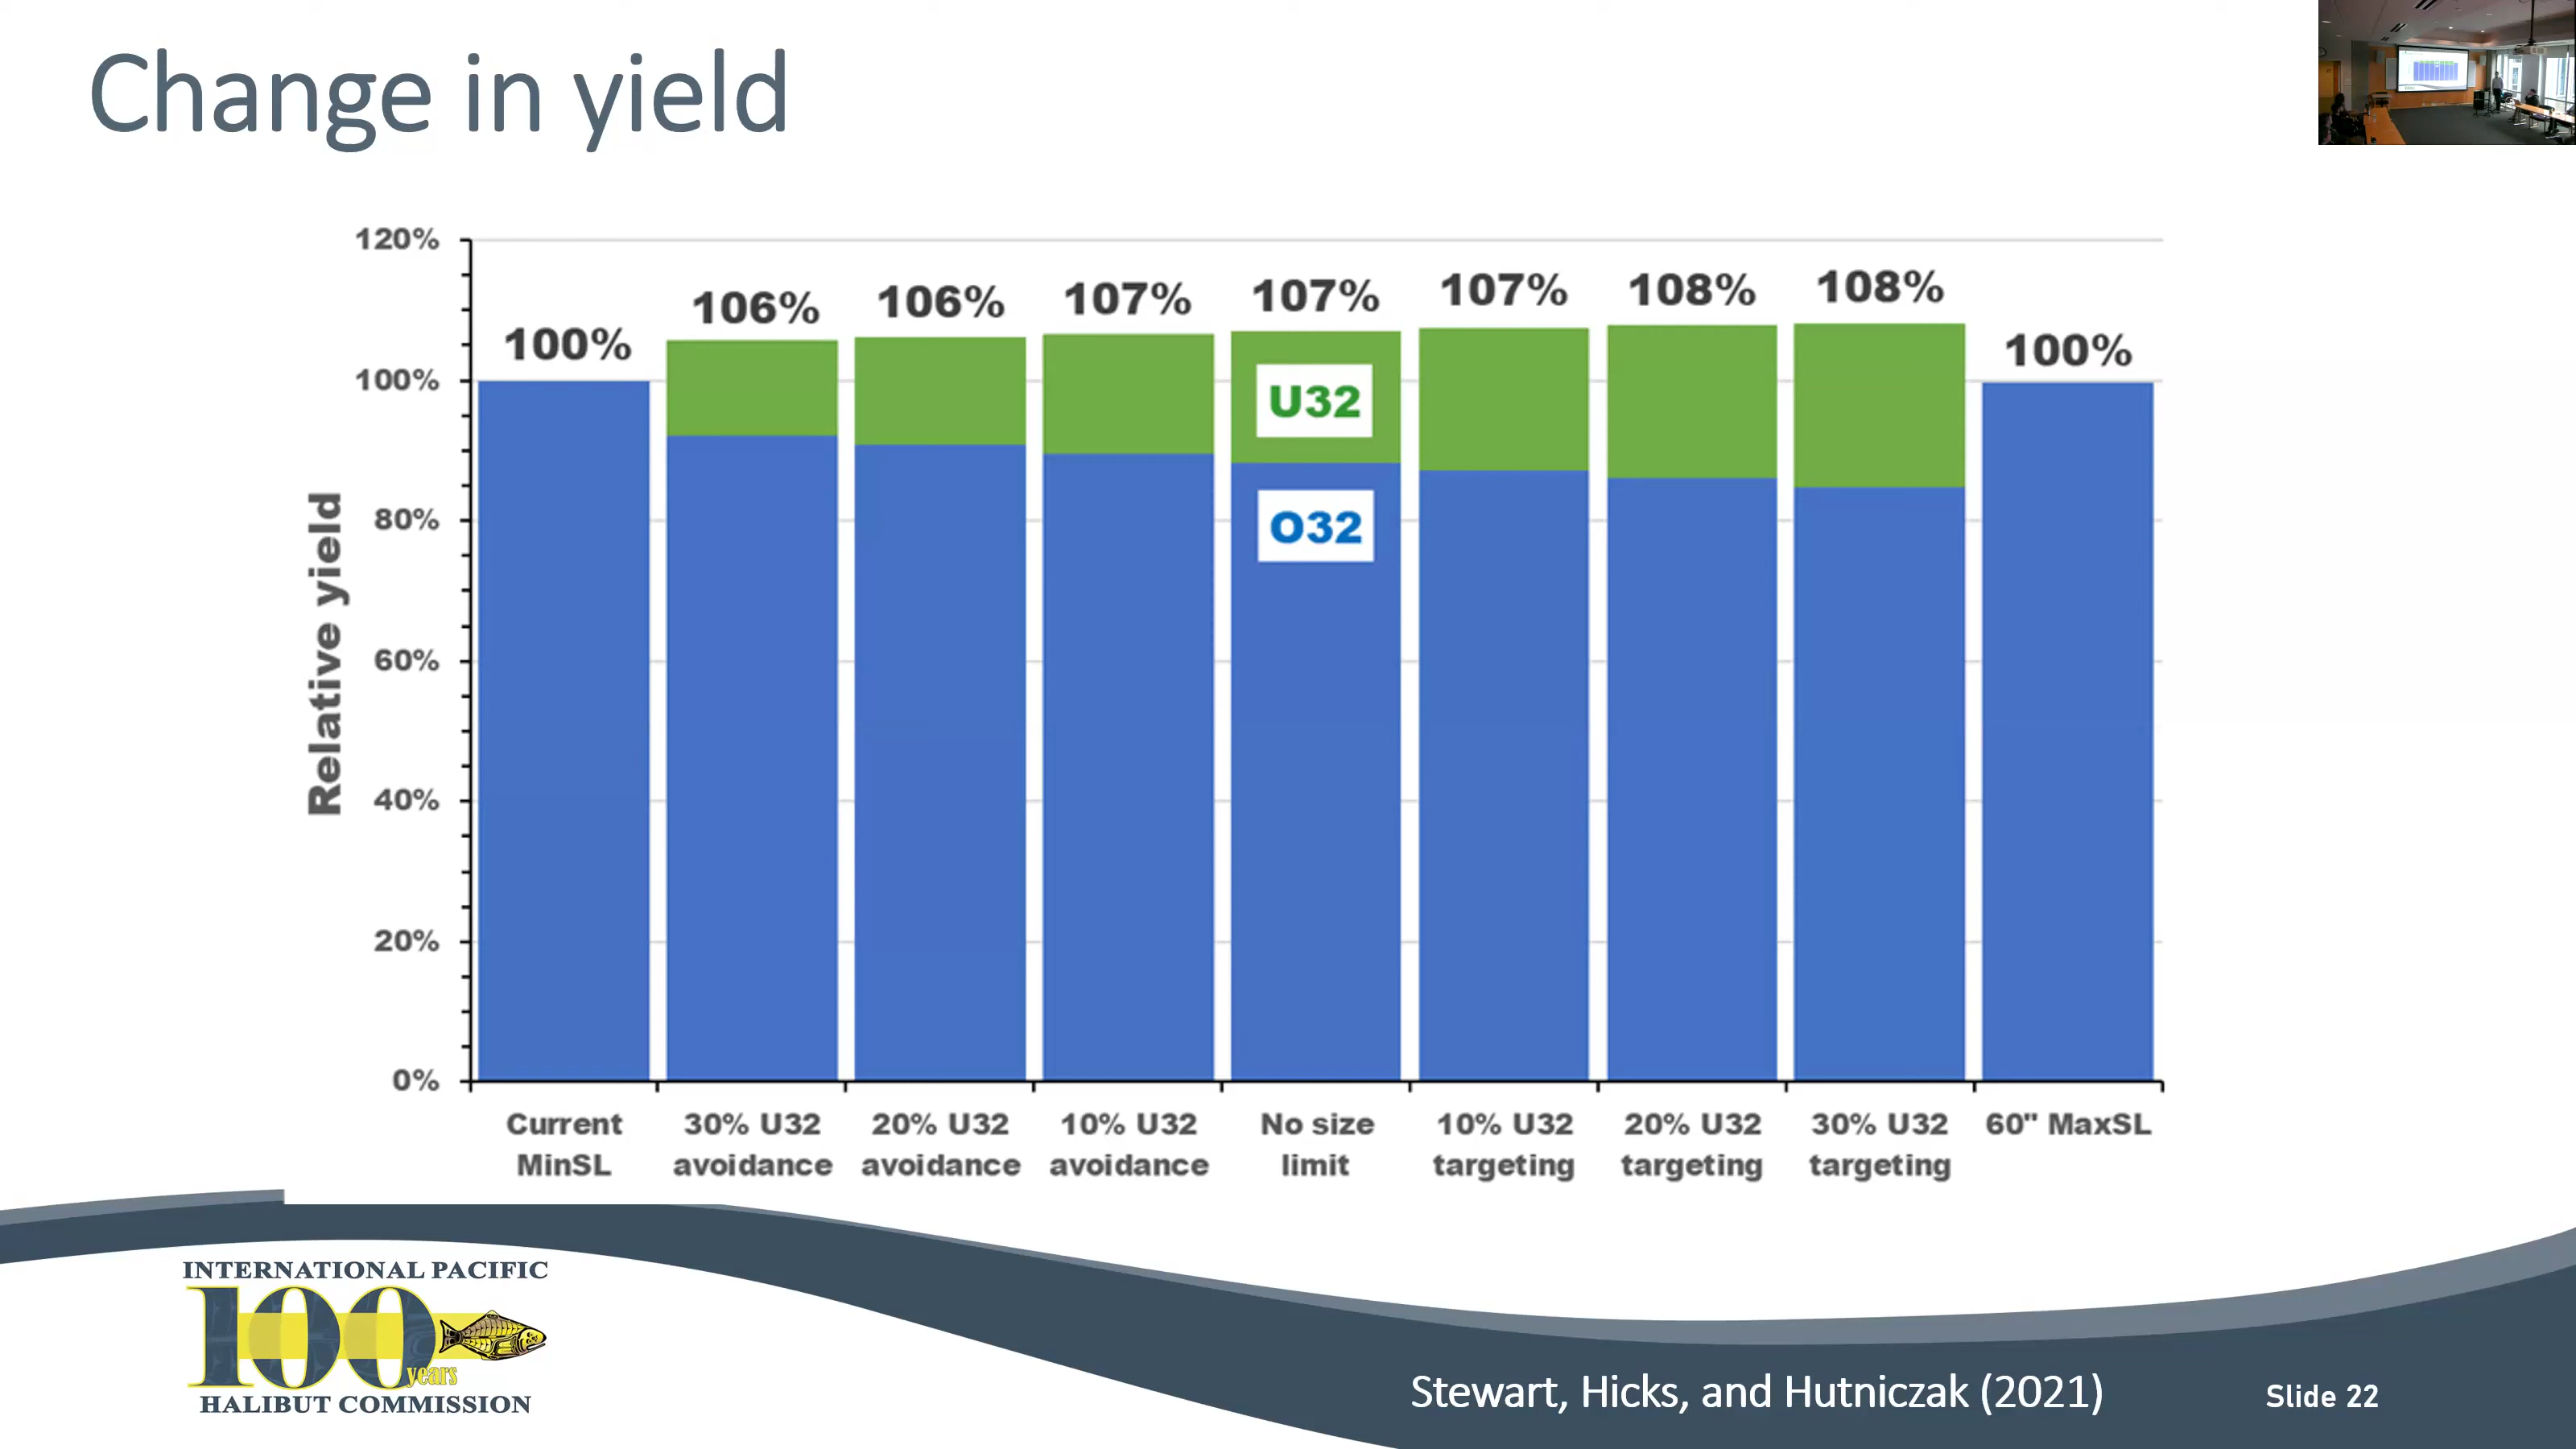 Change in yield
120%
100%
80%
60%
40%
20%
0%
Relative yield
100%
106%
106%
107%
107%
107%
108%
108%
100%
U32
O32
Current
MinSL
30% U32
avoidance
20% U32
avoidance
10% U32
avoidance
No size
limit
10% U32
targeting
20% U32
targeting
30% U32
targeting
60" MaxSL
INTERNATIONAL PACIFIC
100
years
HALIBUT COMMISSION
Stewart, Hicks, and Hutniczak (2021)
Slide 22